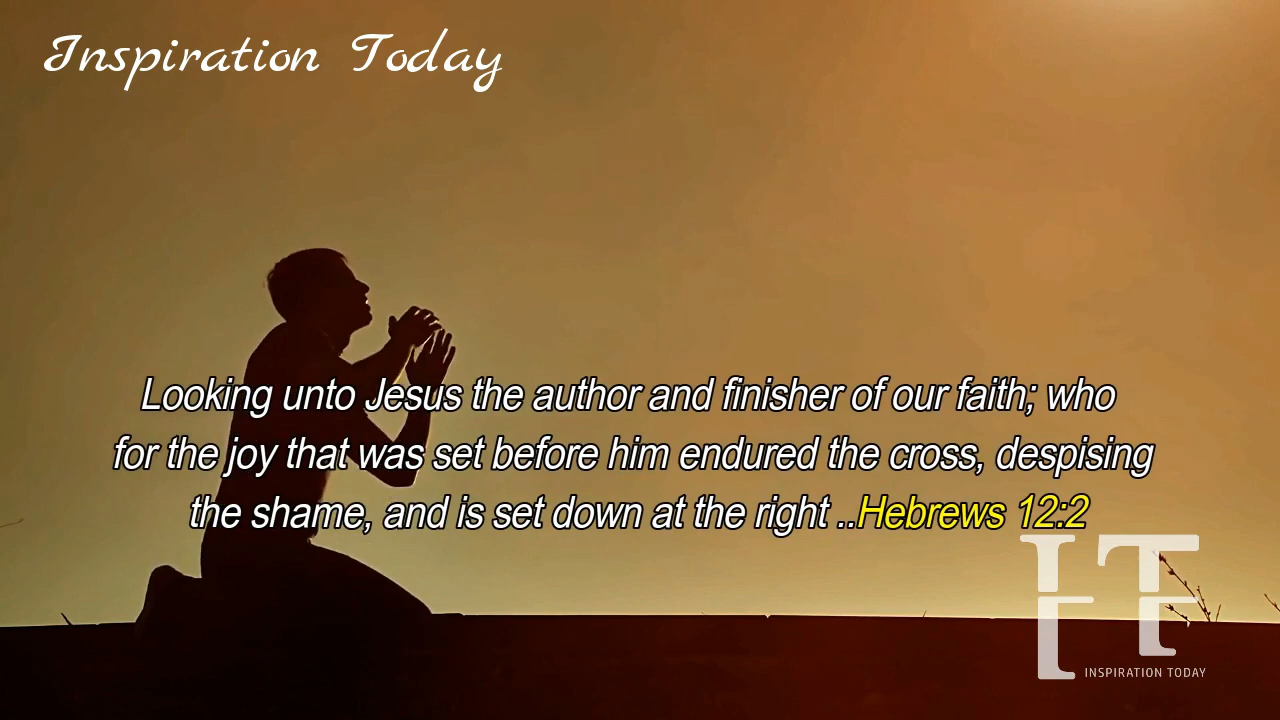 Inspiration Today
Looking unto Jesus the author and finisher of our faith; who
for the joy that was set before him endured the cross, despising
the shame, and is set down at the right ..Hebrews 12:2
IT
INSPIRATION TODAY